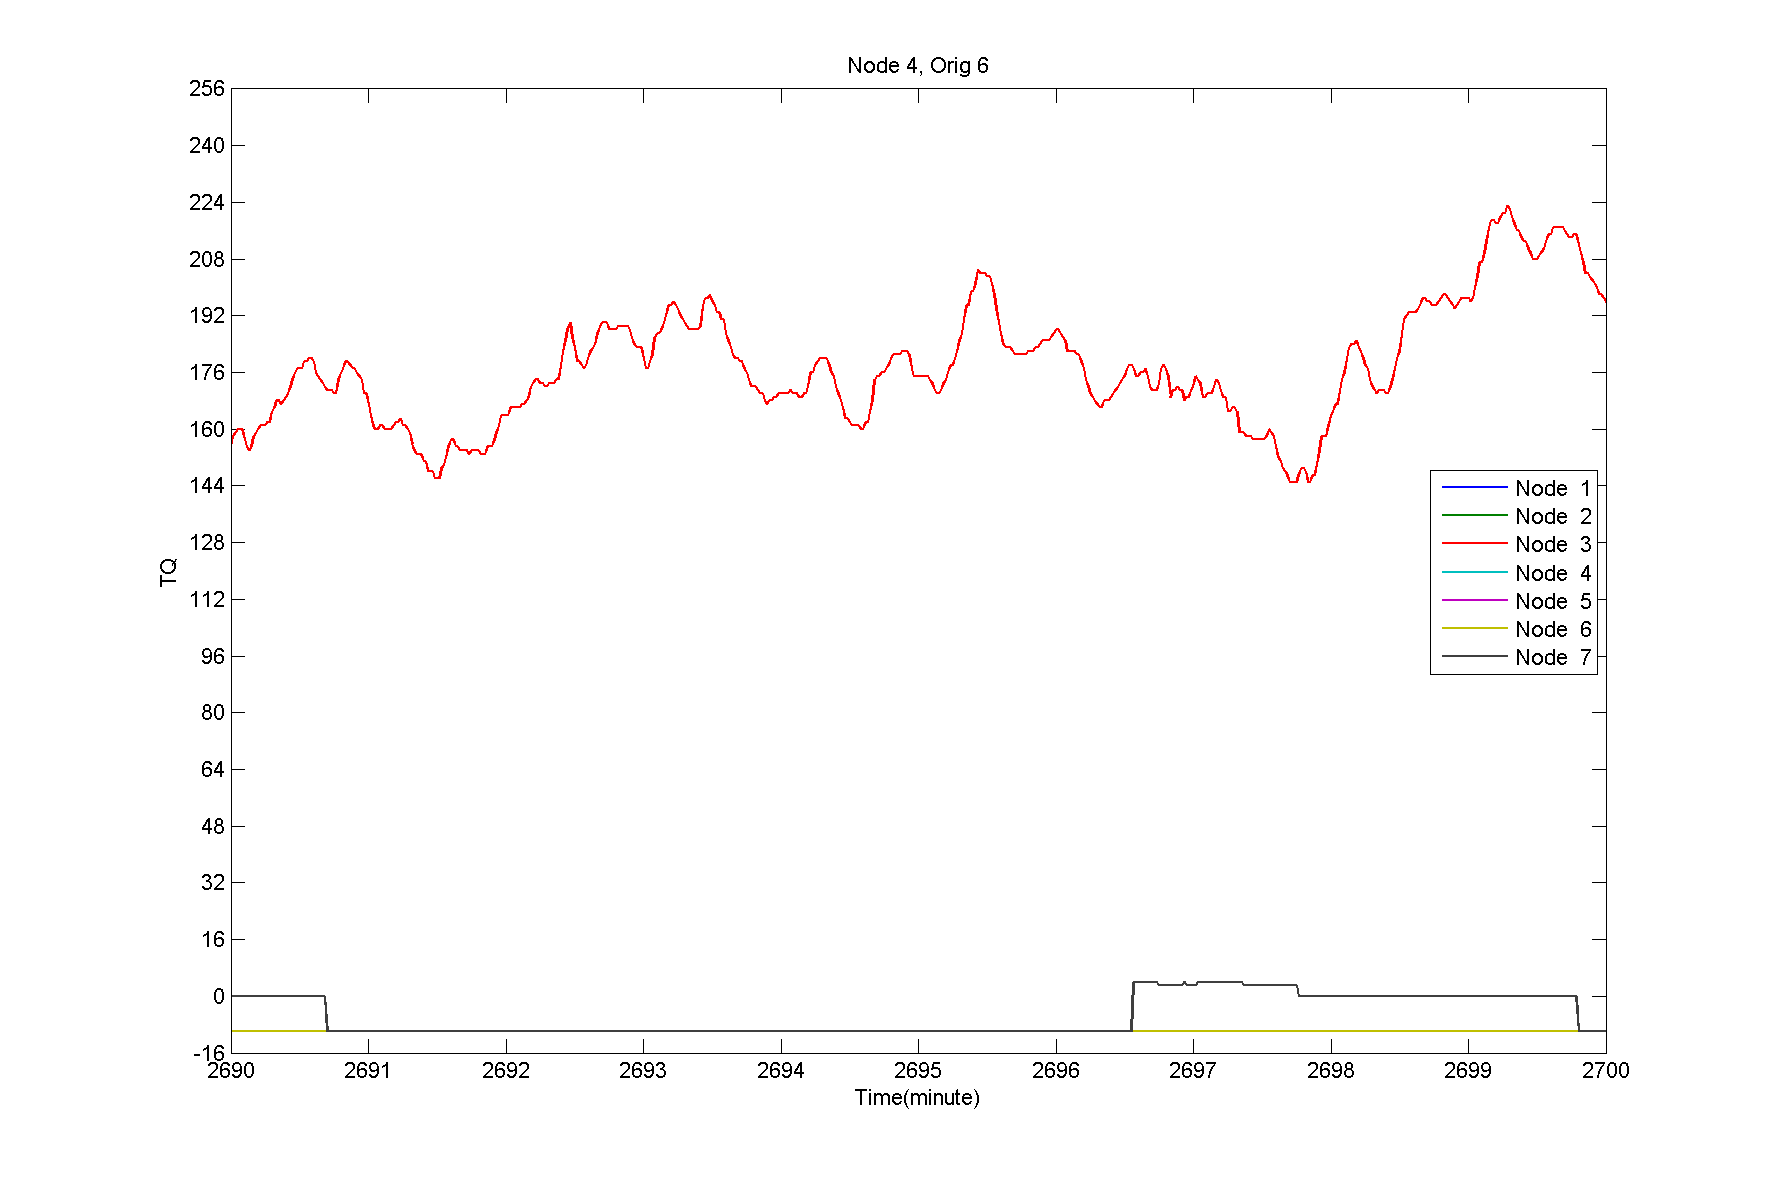 Node 4, Orig 6
256
240
224
208
192
176
160
144
128
112
96
80
64
48
32
16
0
-16
TQ
Node 1
Node 2
Node 3
Node 4
Node 5
Node 6
Node 7
2690 2691 2692 2693 2694 2695 2696 2697 2698 2699 2700
Time(minute)